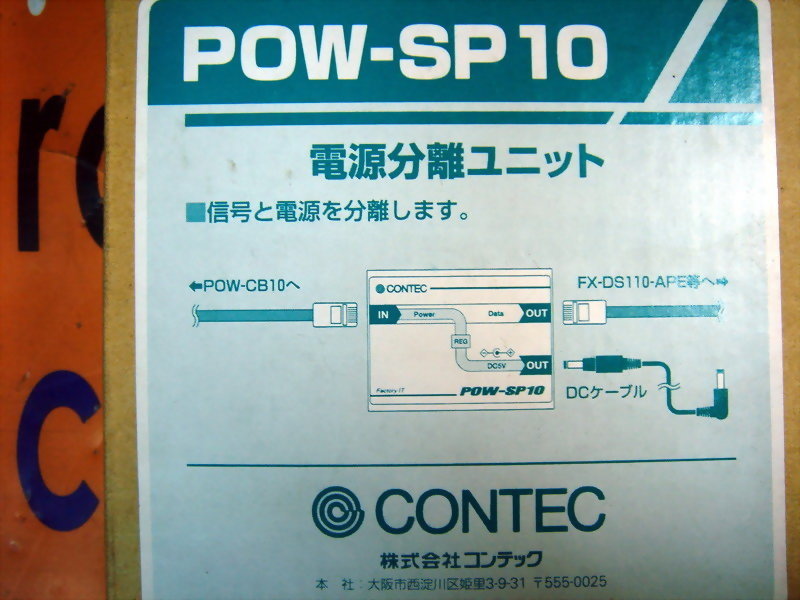 POW-SP10
電源分離ユニット
■信号と電源を分離します。
←POW-CB10へ
FX-DS110-APE等へ→
CONTEC
IN Power Data OUT
REG
DC5V OUT
Factory IT POW-SP10
DCケーブル
CONTEC
株式会社コンテック
本 社：大阪市西淀川区姫里3-9-31 〒555-0025
r
C